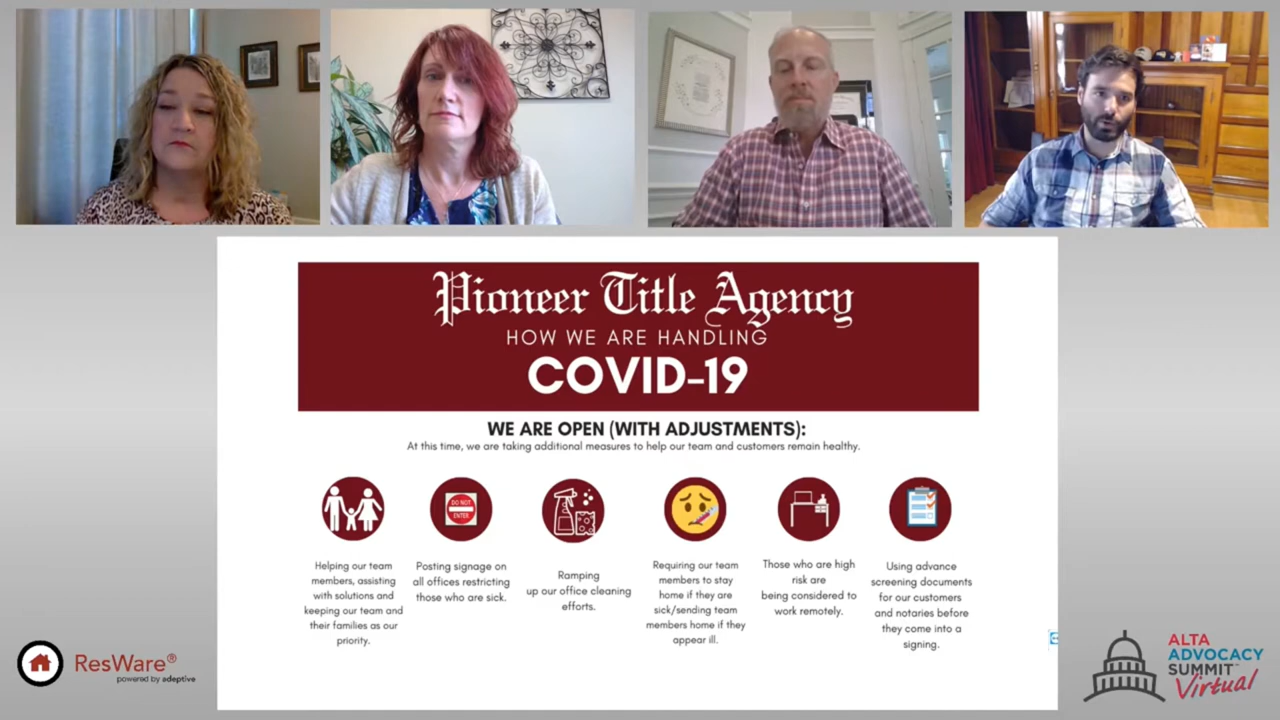 Pioneer Title Agency
HOW WE ARE HANDLING
COVID-19
WE ARE OPEN (WITH ADJUSTMENTS):
At this time, we are taking additional measures to help our team and customers remain healthy.
DO NOT
ENTER
Helping our team
members, assisting
with solutions and
keeping our team and
their families as our
priority.
Posting signage on
all offices restricting
those who are sick.
Ramping
up our office cleaning
efforts.
Requiring our team
members to stay
home if they are
sick/sending team
members home if they
appear ill.
Those who are high
risk are
being considered to
work remotely.
Using advance
screening documents
for our customers
and notaries before
they come into a
signing.
ResWare®
powered by adeptive
ALTA
ADVOCACY
SUMMIT™
Virtual